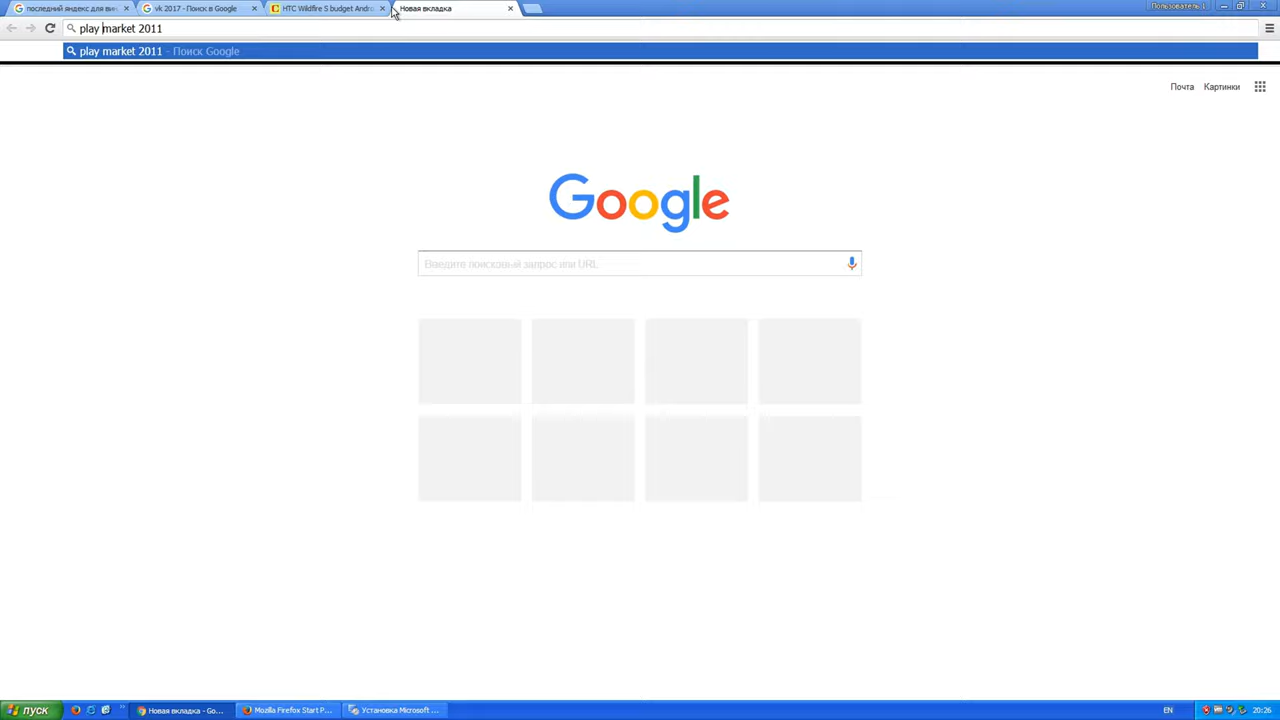 последний яндекс для вин
vk 2017 - Поиск в Google
HTC Wildfire S budget Andro
Новая вкладка
Пользователь 1
play market 2011
play market 2011 - Поиск Google
Почта
Картинки
Google
Введите поисковый запрос или URL
пуск
Новая вкладка - Go...
Mozilla Firefox Start P...
Установка Microsoft ...
EN
20:26